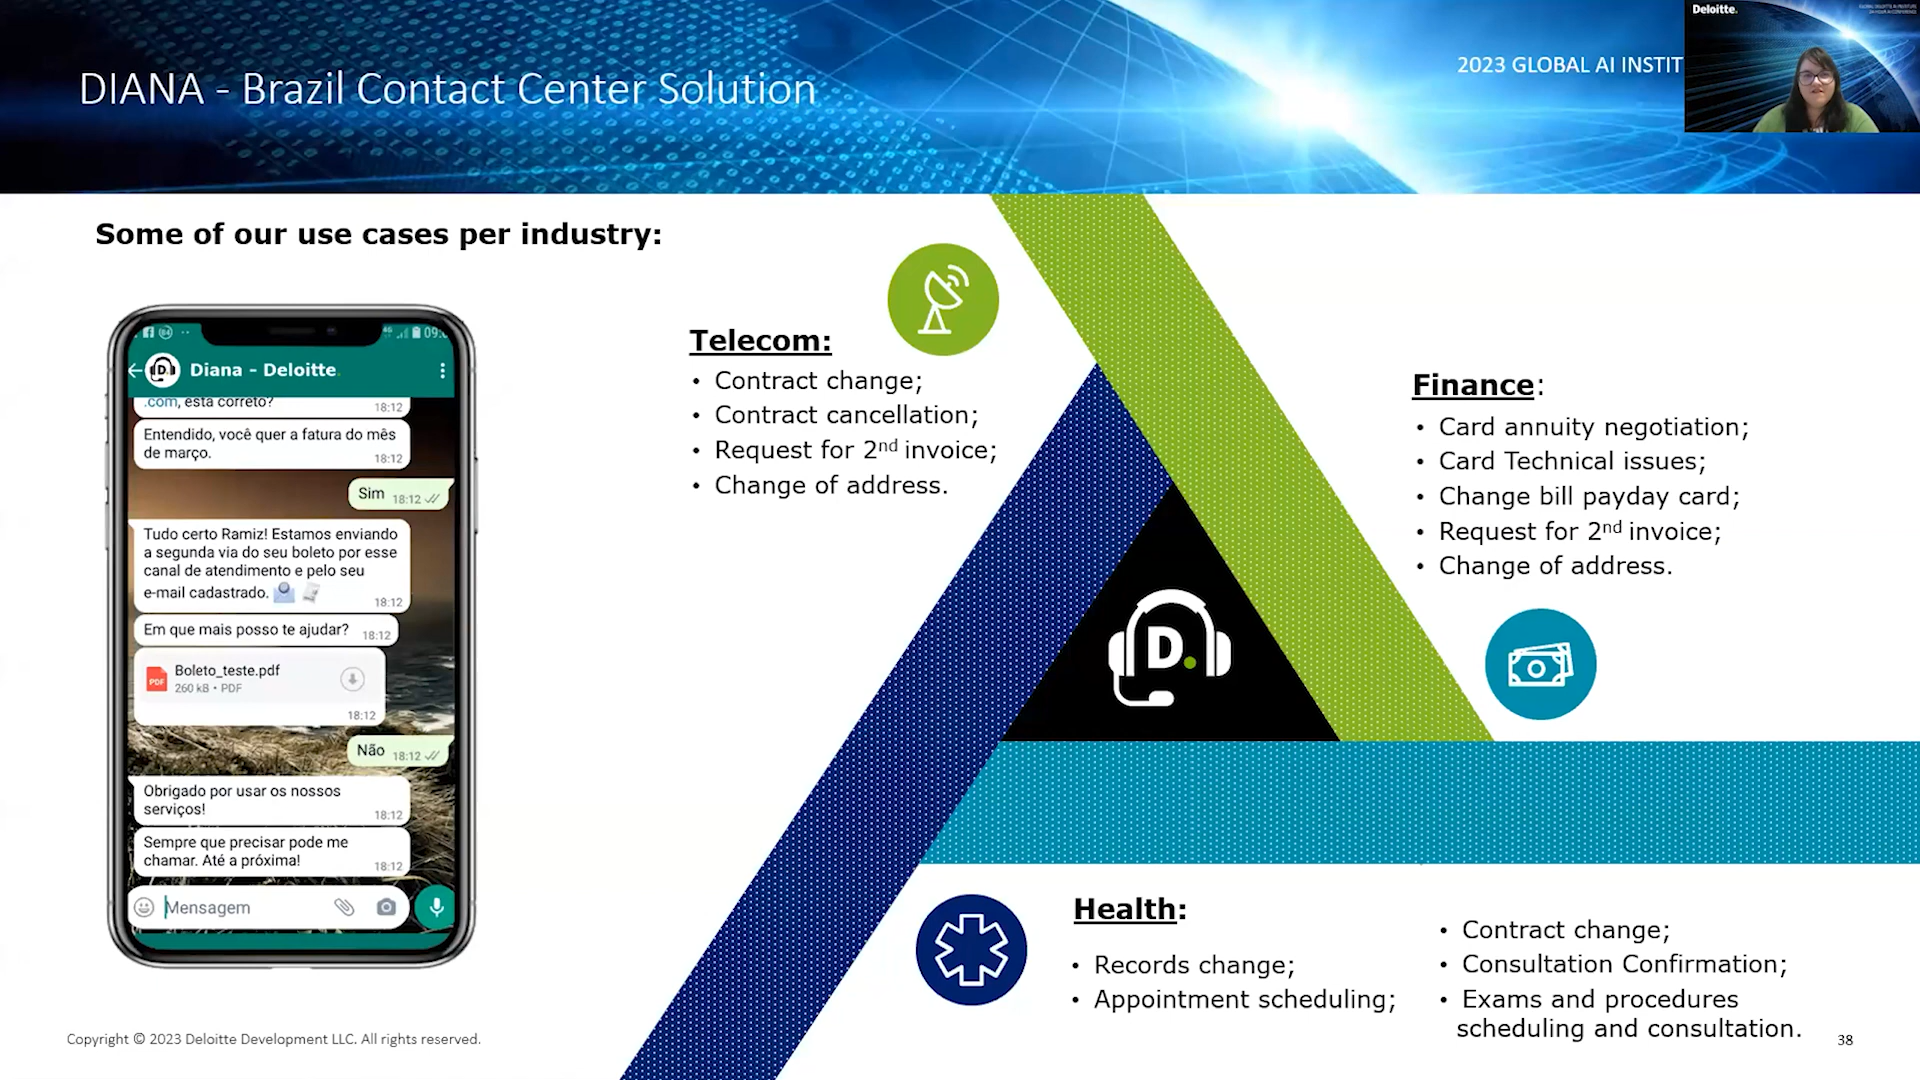 DIANA - Brazil Contact Center Solution
2023 GLOBAL AI INSTIT
Deloitte.
Some of our use cases per industry:
09:
Diana - Deloitte.
.com, está correto?
18:12
Entendido, você quer a fatura do mês
de março.
18:12
Sim 18:12
Tudo certo Ramiz! Estamos enviando
a segunda via do seu boleto por esse
canal de atendimento e pelo seu
e-mail cadastrado.
18:12
Em que mais posso te ajudar? 18:12
PDF
Boleto_teste.pdf
260 kB • PDF
18:12
Não 18:12
Obrigado por usar os nossos
serviços!
18:12
Sempre que precisar pode me
chamar. Até a próxima!
18:12
Mensagem
Telecom:
• Contract change;
• Contract cancellation;
• Request for 2nd invoice;
• Change of address.
Finance:
• Card annuity negotiation;
• Card Technical issues;
• Change bill payday card;
• Request for 2nd invoice;
• Change of address.
D.
Health:
• Records change;
• Appointment scheduling;
• Contract change;
• Consultation Confirmation;
• Exams and procedures
scheduling and consultation.
Copyright © 2023 Deloitte Development LLC. All rights reserved.
38